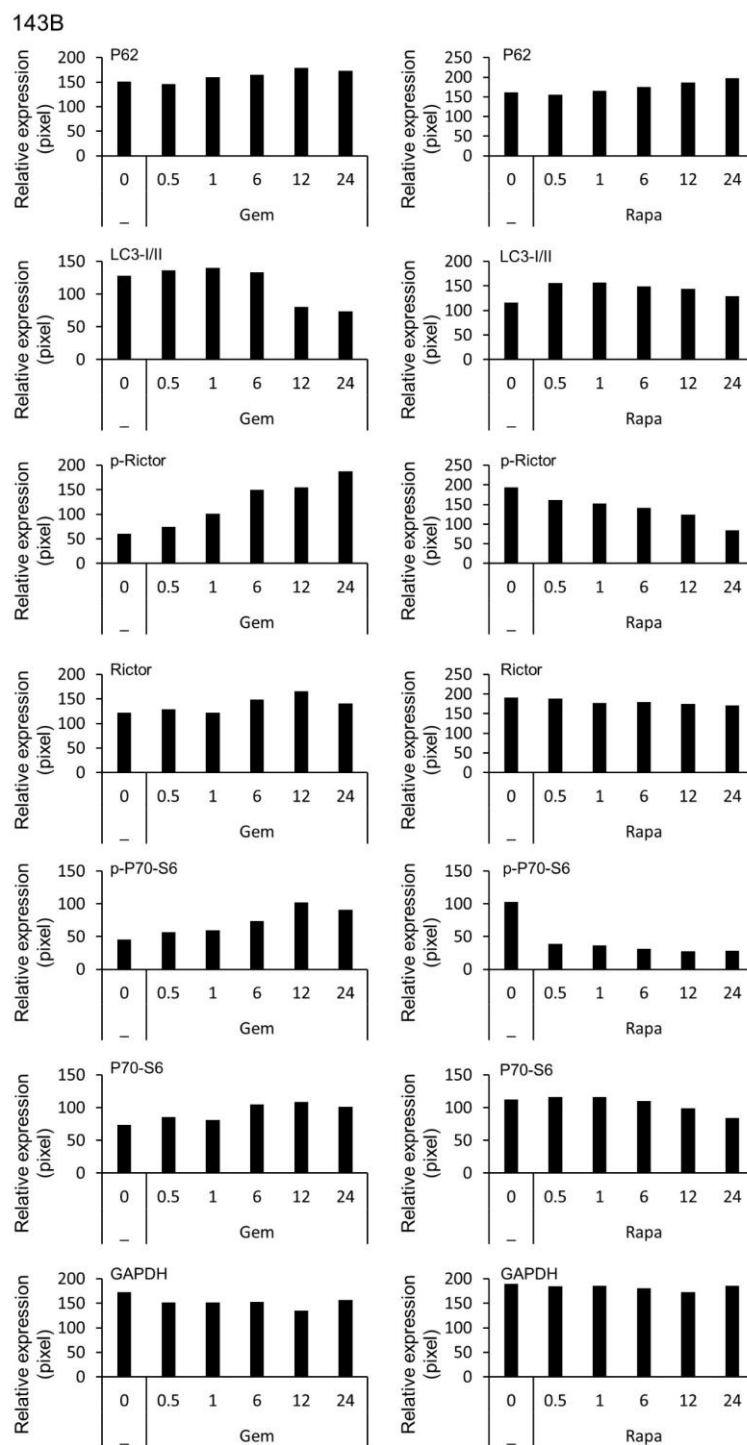 143B
P62
Relative expression
(pixel)
200
150
100
50
0
0 0.5 1 6 12 24
_ Gem
P62
Relative expression
(pixel)
250
200
150
100
50
0
0 0.5 1 6 12 24
_ Rapa
LC3-I/II
Relative expression
(pixel)
150
100
50
0
0 0.5 1 6 12 24
_ Gem
LC3-I/II
Relative expression
(pixel)
200
150
100
50
0
0 0.5 1 6 12 24
_ Rapa
p-Rictor
Relative expression
(pixel)
200
150
100
50
0
0 0.5 1 6 12 24
_ Gem
p-Rictor
Relative expression
(pixel)
250
200
150
100
50
0
0 0.5 1 6 12 24
_ Rapa
Rictor
Relative expression
(pixel)
200
150
100
50
0
0 0.5 1 6 12 24
_ Gem
Rictor
Relative expression
(pixel)
250
200
150
100
50
0
0 0.5 1 6 12 24
_ Rapa
p-P70-S6
Relative expression
(pixel)
150
100
50
0
0 0.5 1 6 12 24
_ Gem
p-P70-S6
Relative expression
(pixel)
150
100
50
0
0 0.5 1 6 12 24
_ Rapa
P70-S6
Relative expression
(pixel)
150
100
50
0
0 0.5 1 6 12 24
_ Gem
P70-S6
Relative expression
(pixel)
150
100
50
0
0 0.5 1 6 12 24
_ Rapa
GAPDH
Relative expression
(pixel)
200
150
100
50
0
0 0.5 1 6 12 24
_ Gem
GAPDH
Relative expression
(pixel)
200
150
100
50
0
0 0.5 1 6 12 24
_ Rapa